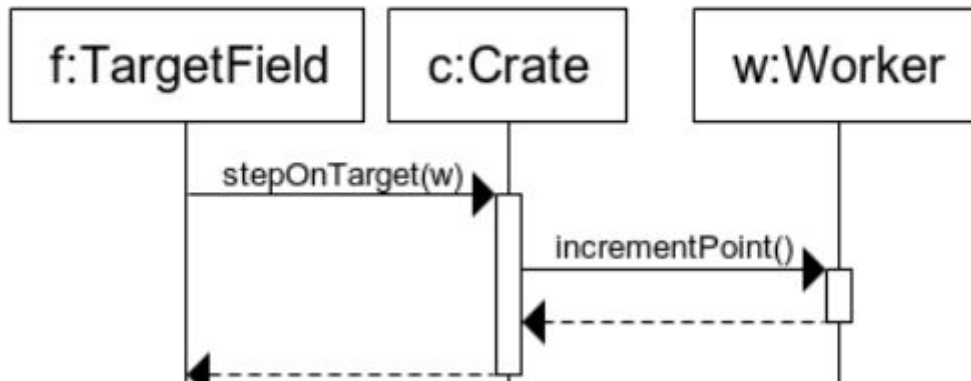 f:TargetField
c:Crate
w:Worker
stepOnTarget(w)
incrementPoint()